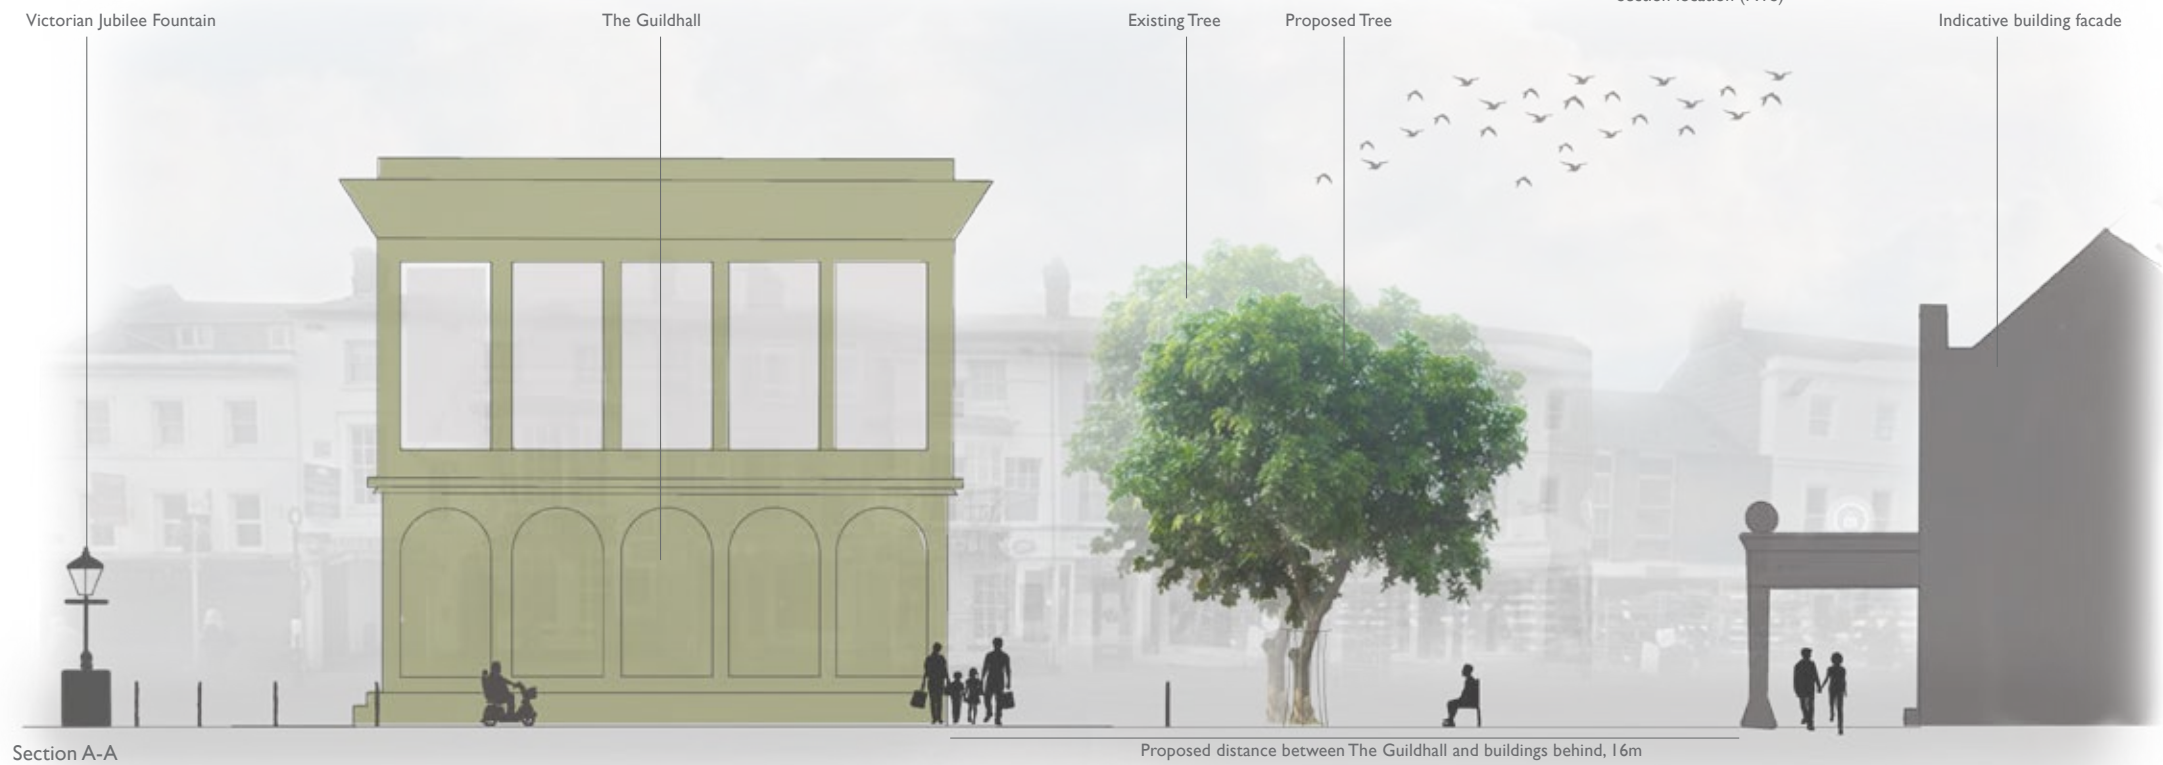 Victorian Jubilee Fountain
The Guildhall
Existing Tree
Proposed Tree
Indicative building facade
Section A-A
Proposed distance between The Guildhall and buildings behind, 16m